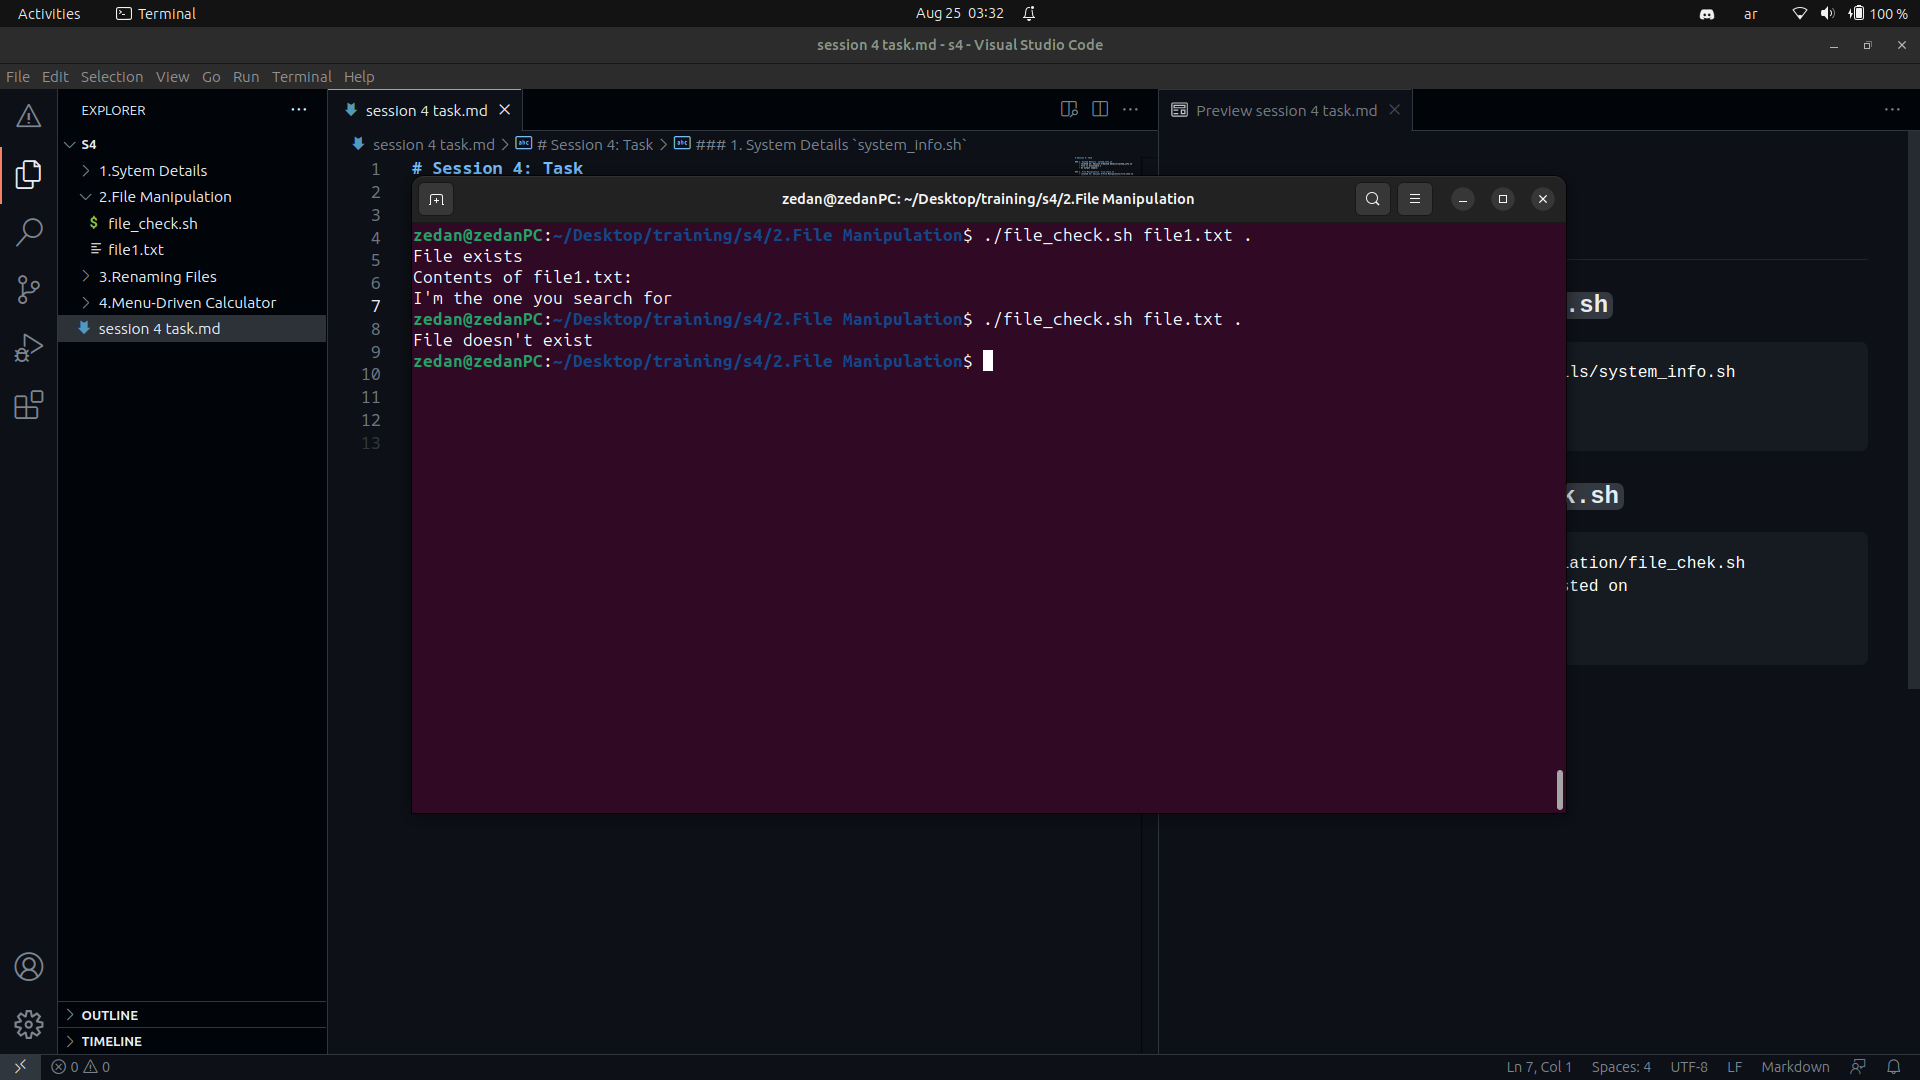 Activities Terminal Aug 25 03:32 ar 100 %
session 4 task.md - s4 - Visual Studio Code
File Edit Selection View Go Run Terminal Help
EXPLORER
S4
1.Sytem Details
2.File Manipulation
file_check.sh
file1.txt
3.Renaming Files
4.Menu-Driven Calculator
session 4 task.md
OUTLINE
TIMELINE
session 4 task.md
Preview session 4 task.md
session 4 task.md > # Session 4: Task > ### 1. System Details `system_info.sh`
1 # Session 4: Task
2
3
4
5
6
7
8
9
10
11
12
13
zedan@zedanPC: ~/Desktop/training/s4/2.File Manipulation
zedan@zedanPC:~/Desktop/training/s4/2.File Manipulation$ ./file_check.sh file1.txt .
File exists
Contents of file1.txt:
I'm the one you search for
zedan@zedanPC:~/Desktop/training/s4/2.File Manipulation$ ./file_check.sh file.txt .
File doesn't exist
zedan@zedanPC:~/Desktop/training/s4/2.File Manipulation$
.sh
ls/system_info.sh
k.sh
ation/file_chek.sh
sted on
0 0 Ln 7, Col 1 Spaces: 4 UTF-8 LF Markdown